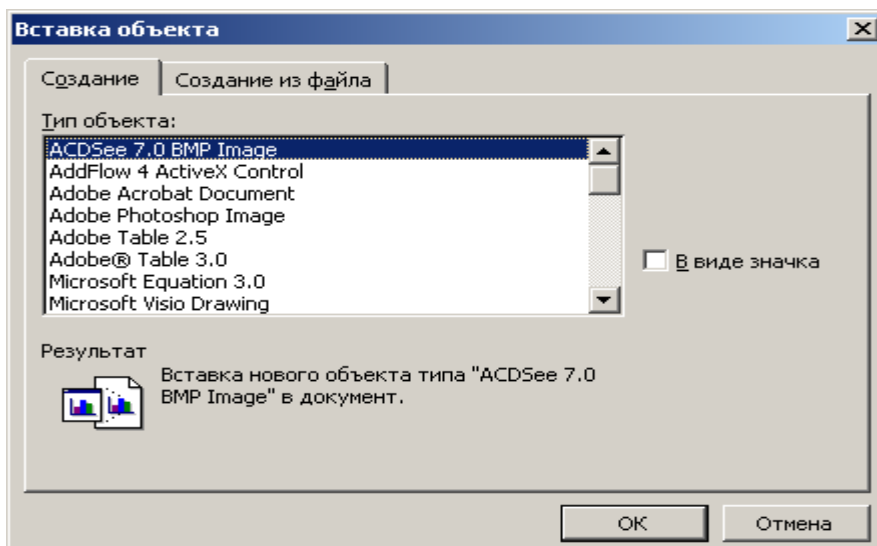 Вставка объекта
Создание
Создание из файла
Тип объекта:
ACDSee 7.0 BMP Image
AddFlow 4 ActiveX Control
Adobe Acrobat Document
Adobe Photoshop Image
Adobe Table 2.5
Adobe® Table 3.0
Microsoft Equation 3.0
Microsoft Visio Drawing
В виде значка
Результат
Вставка нового объекта типа "ACDSee 7.0
BMP Image" в документ.
ОК
Отмена